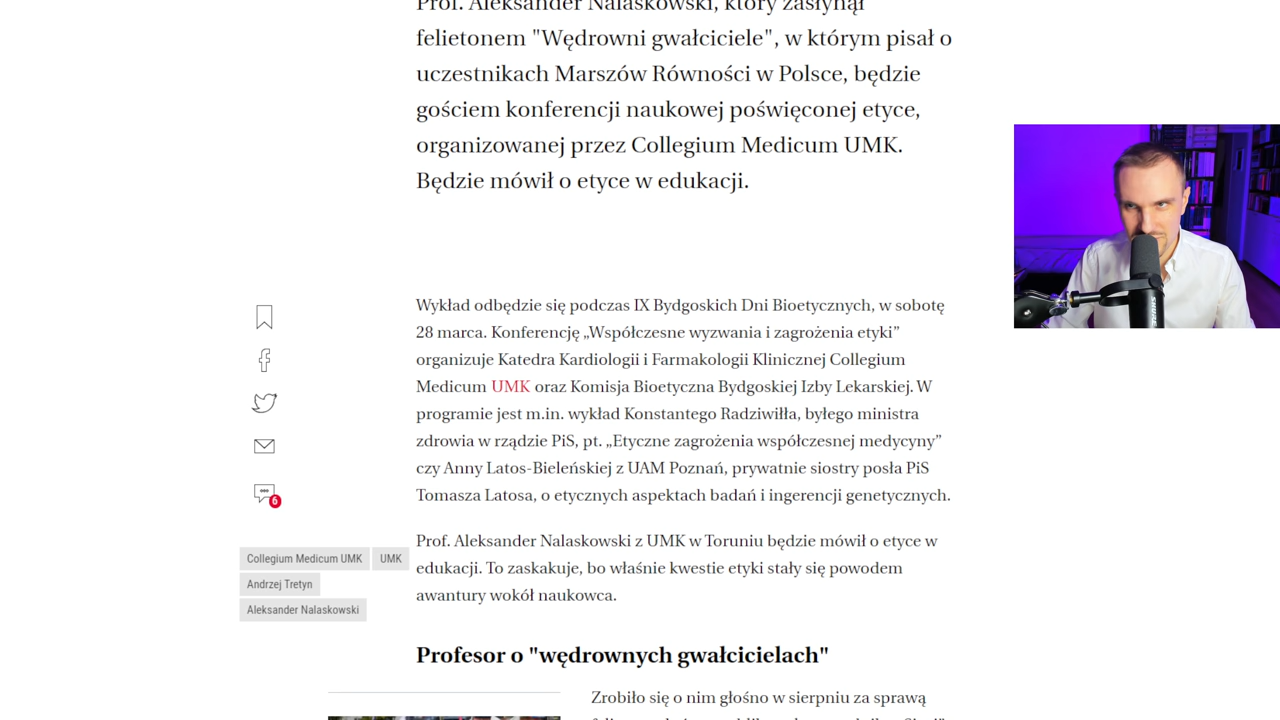 Prof. Aleksander Nalaskowski, który zasłynął
felietonem "Wędrowni gwałciciele", w którym pisał o
uczestnikach Marszów Równości w Polsce, będzie
gościem konferencji naukowej poświęconej etyce,
organizowanej przez Collegium Medicum UMK.
Będzie mówił o etyce w edukacji.
Wykład odbędzie się podczas IX Bydgoskich Dni Bioetycznych, w sobotę
28 marca. Konferencję „Współczesne wyzwania i zagrożenia etyki”
organizuje Katedra Kardiologii i Farmakologii Klinicznej Collegium
Medicum UMK oraz Komisja Bioetyczna Bydgoskiej Izby Lekarskiej. W
programie jest m.in. wykład Konstantego Radziwiłła, byłego ministra
zdrowia w rządzie PiS, pt. „Etyczne zagrożenia współczesnej medycyny”
czy Anny Latos-Bieleńskiej z UAM Poznań, prywatnie siostry posła PiS
Tomasza Latosa, o etycznych aspektach badań i ingerencji genetycznych.
6
Collegium Medicum UMK
UMK
Andrzej Tretyn
Aleksander Nalaskowski
Prof. Aleksander Nalaskowski z UMK w Toruniu będzie mówił o etyce w
edukacji. To zaskakuje, bo właśnie kwestie etyki stały się powodem
awantury wokół naukowca.
Profesor o "wędrownych gwałcicielach"
Zrobiło się o nim głośno w sierpniu za sprawą
SHURE